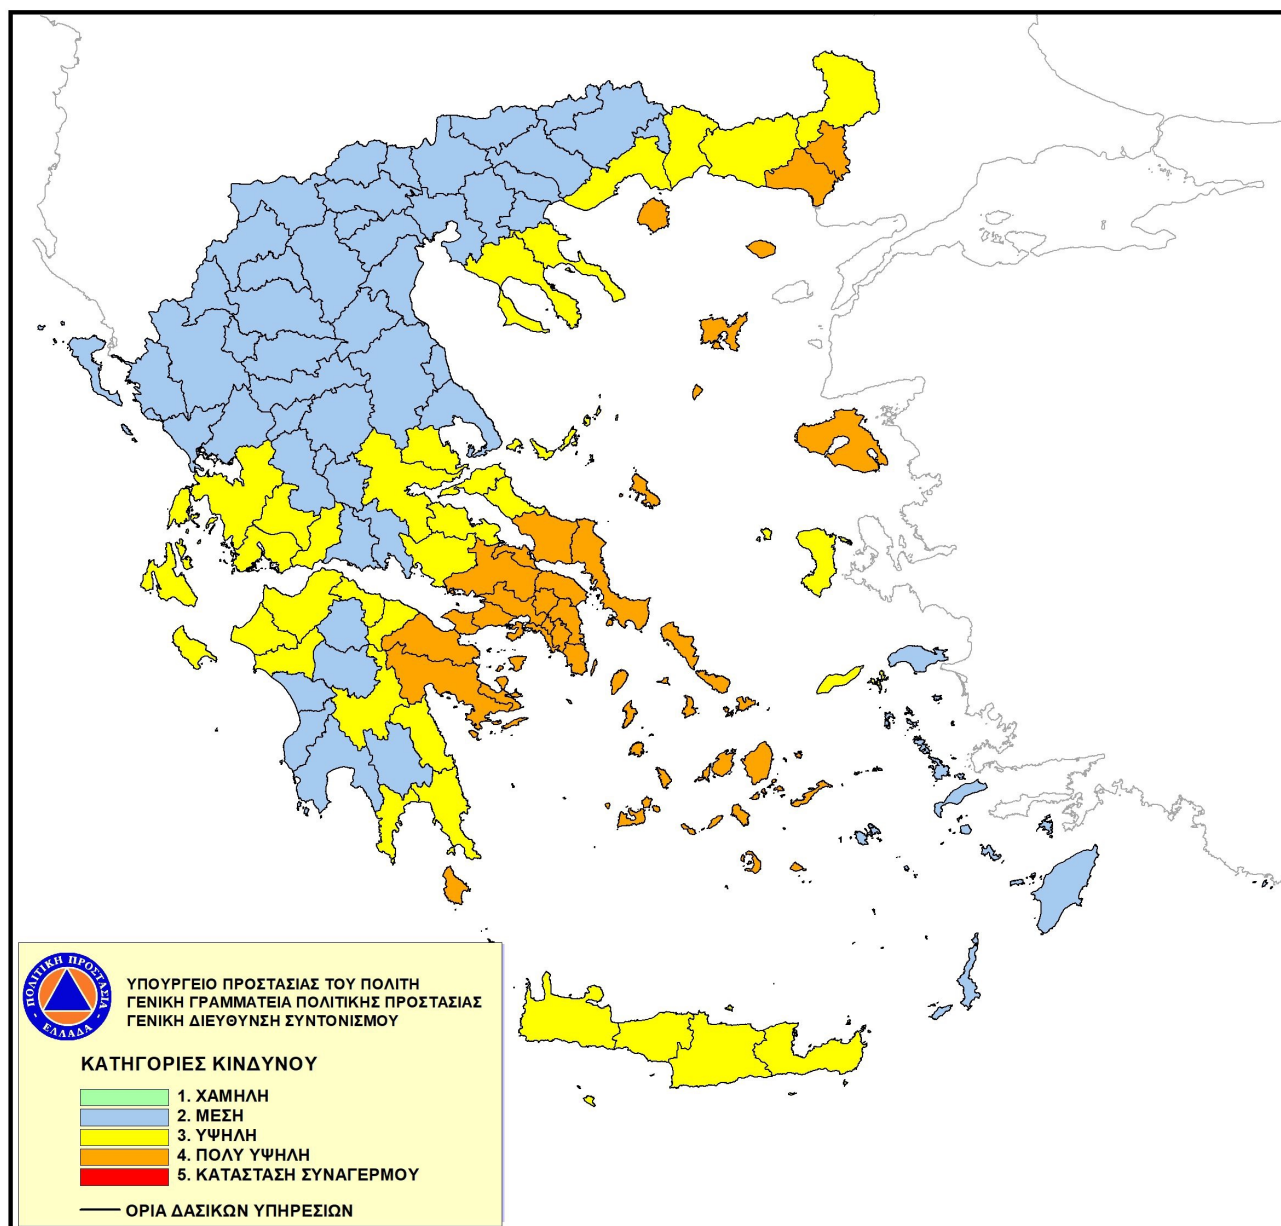 ΠΟΛΙΤΙΚΗ ΠΡΟΣΤΑΣΙΑ
- ΕΛΛΑΔΑ -
ΥΠΟΥΡΓΕΙΟ ΠΡΟΣΤΑΣΙΑΣ ΤΟΥ ΠΟΛΙΤΗ
ΓΕΝΙΚΗ ΓΡΑΜΜΑΤΕΙΑ ΠΟΛΙΤΙΚΗΣ ΠΡΟΣΤΑΣΙΑΣ
ΓΕΝΙΚΗ ΔΙΕΥΘΥΝΣΗ ΣΥΝΤΟΝΙΣΜΟΥ
ΚΑΤΗΓΟΡΙΕΣ ΚΙΝΔΥΝΟΥ
1. ΧΑΜΗΛΗ
2. ΜΕΣΗ
3. ΥΨΗΛΗ
4. ΠΟΛΥ ΥΨΗΛΗ
5. ΚΑΤΑΣΤΑΣΗ ΣΥΝΑΓΕΡΜΟΥ
ΟΡΙΑ ΔΑΣΙΚΩΝ ΥΠΗΡΕΣΙΩΝ